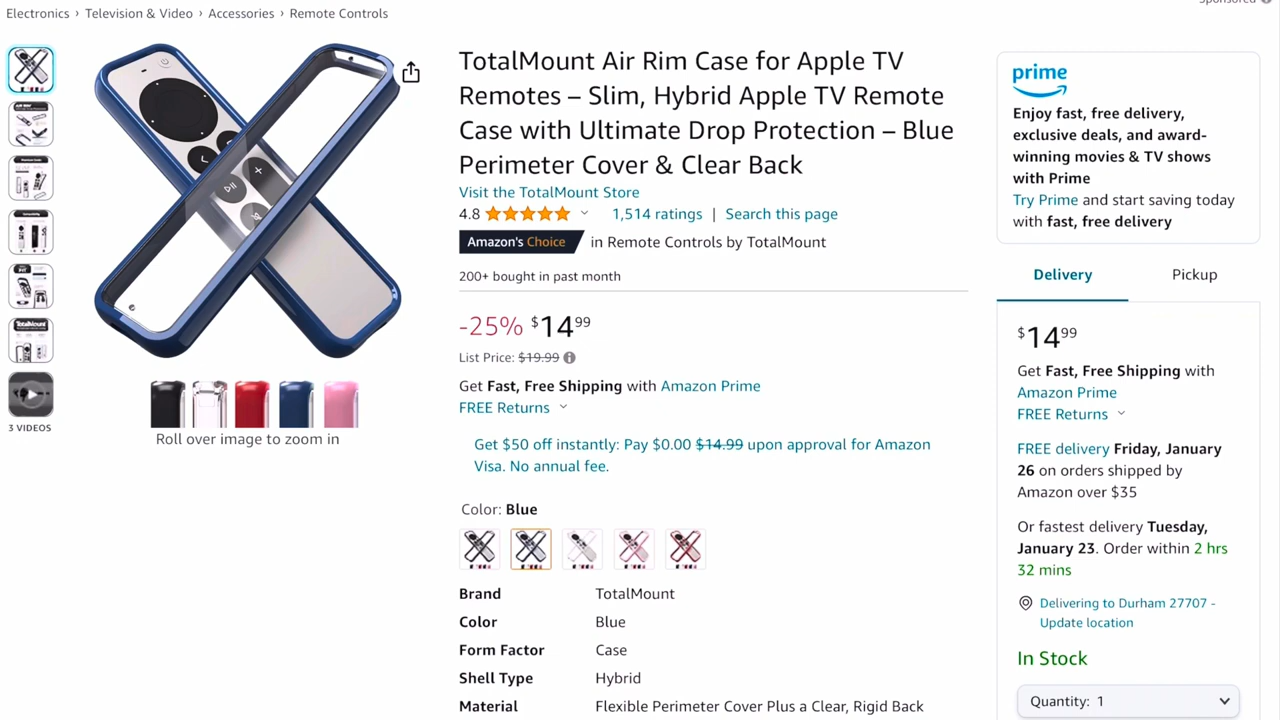 Electronics › Television & Video › Accessories › Remote Controls
Sponsored
TotalMount Air Rim Case for Apple TV
Remotes – Slim, Hybrid Apple TV Remote
Case with Ultimate Drop Protection – Blue
Perimeter Cover & Clear Back
Visit the TotalMount Store
4.8
1,514 ratings | Search this page
Amazon's Choice in Remote Controls by TotalMount
200+ bought in past month
-25% $14 99
List Price: $19.99
Get Fast, Free Shipping with Amazon Prime
FREE Returns
Get $50 off instantly: Pay $0.00 $14.99 upon approval for Amazon
Visa. No annual fee.
Color: Blue
Brand TotalMount
Color Blue
Form Factor Case
Shell Type Hybrid
Material Flexible Perimeter Cover Plus a Clear, Rigid Back
TotalMount
3 VIDEOS
Roll over image to zoom in
prime
Enjoy fast, free delivery,
exclusive deals, and award-
winning movies & TV shows
with Prime
Try Prime and start saving today
with fast, free delivery
Delivery Pickup
$14 99
Get Fast, Free Shipping with
Amazon Prime
FREE Returns
FREE delivery Friday, January
26 on orders shipped by
Amazon over $35
Or fastest delivery Tuesday,
January 23. Order within 2 hrs
32 mins
Delivering to Durham 27707 -
Update location
In Stock
Quantity: 1